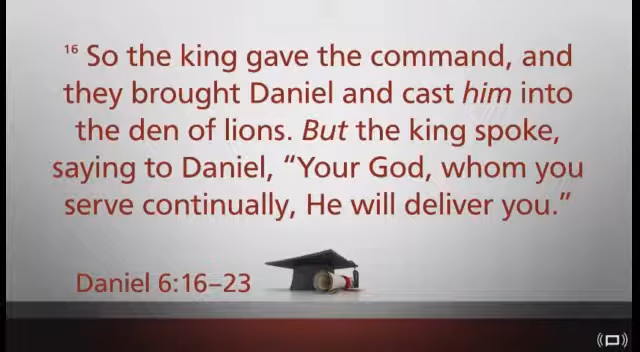 16 So the king gave the command, and
they brought Daniel and cast him into
the den of lions. But the king spoke,
saying to Daniel, “Your God, whom you
serve continually, He will deliver you.”
Daniel 6:16–23